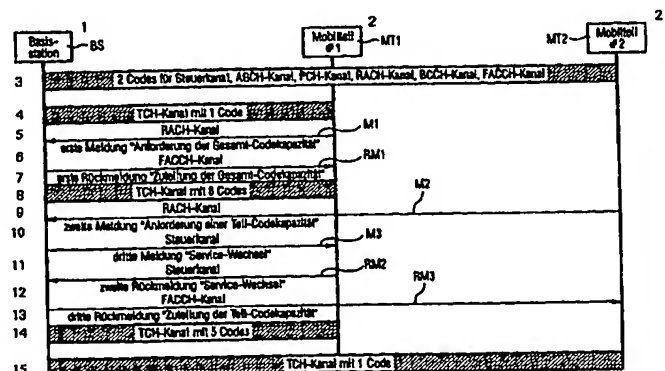 1
2
2
Basis-
station
BS
Mobilteil
#1
MT1
MT2
Mobilteil
#2
3
2 Codes für Steuerkanal, AGCH-Kanal, PCH-Kanal, RACH-Kanal, BCCH-Kanal, FACCH-Kanal
4
TCH-Kanal mit 1 Code
5
RACH-Kanal
M1
erste Meldung "Anforderung der Gesamt-Codekapazität"
6
FACCH-Kanal
RM1
7
erste Rückmeldung "Zuteilung der Gesamt-Codekapazität"
8
TCH-Kanal mit 8 Codes
9
RACH-Kanal
M2
zweite Meldung "Anforderung einer Teil-Codekapazität"
10
Steuerkanal
M3
dritte Meldung "Service-Wechsel"
11
Steuerkanal
RM2
zweite Rückmeldung "Service-Wechsel"
12
FACCH-Kanal
RM3
13
dritte Rückmeldung "Zuteilung der Teil-Codekapazität"
14
TCH-Kanal mit 5 Codes
15
TCH-Kanal mit 1 Code